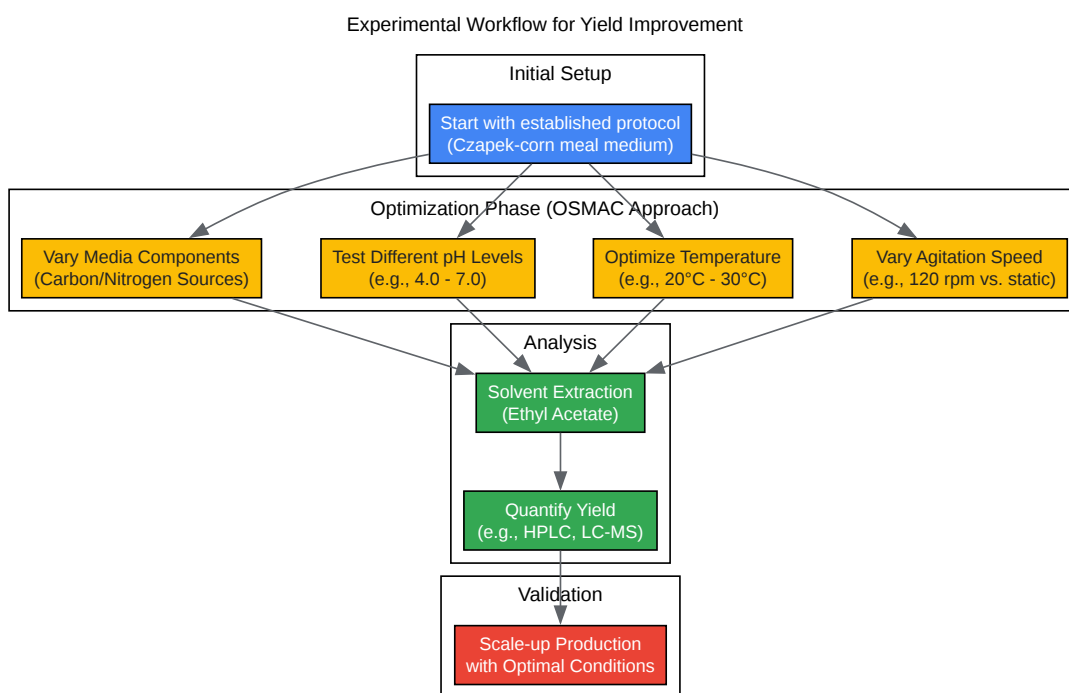 Experimental Workflow for Yield Improvement
Initial Setup
Start with established protocol
(Czapek-corn meal medium)
Optimization Phase (OSMAC Approach)
Vary Media Components
(Carbon/Nitrogen Sources)
Test Different pH Levels
(e.g., 4.0 - 7.0)
Optimize Temperature
(e.g., 20°C - 30°C)
Vary Agitation Speed
(e.g., 120 rpm vs. static)
Analysis
Solvent Extraction
(Ethyl Acetate)
Quantify Yield
(e.g., HPLC, LC-MS)
Validation
Scale-up Production
with Optimal Conditions